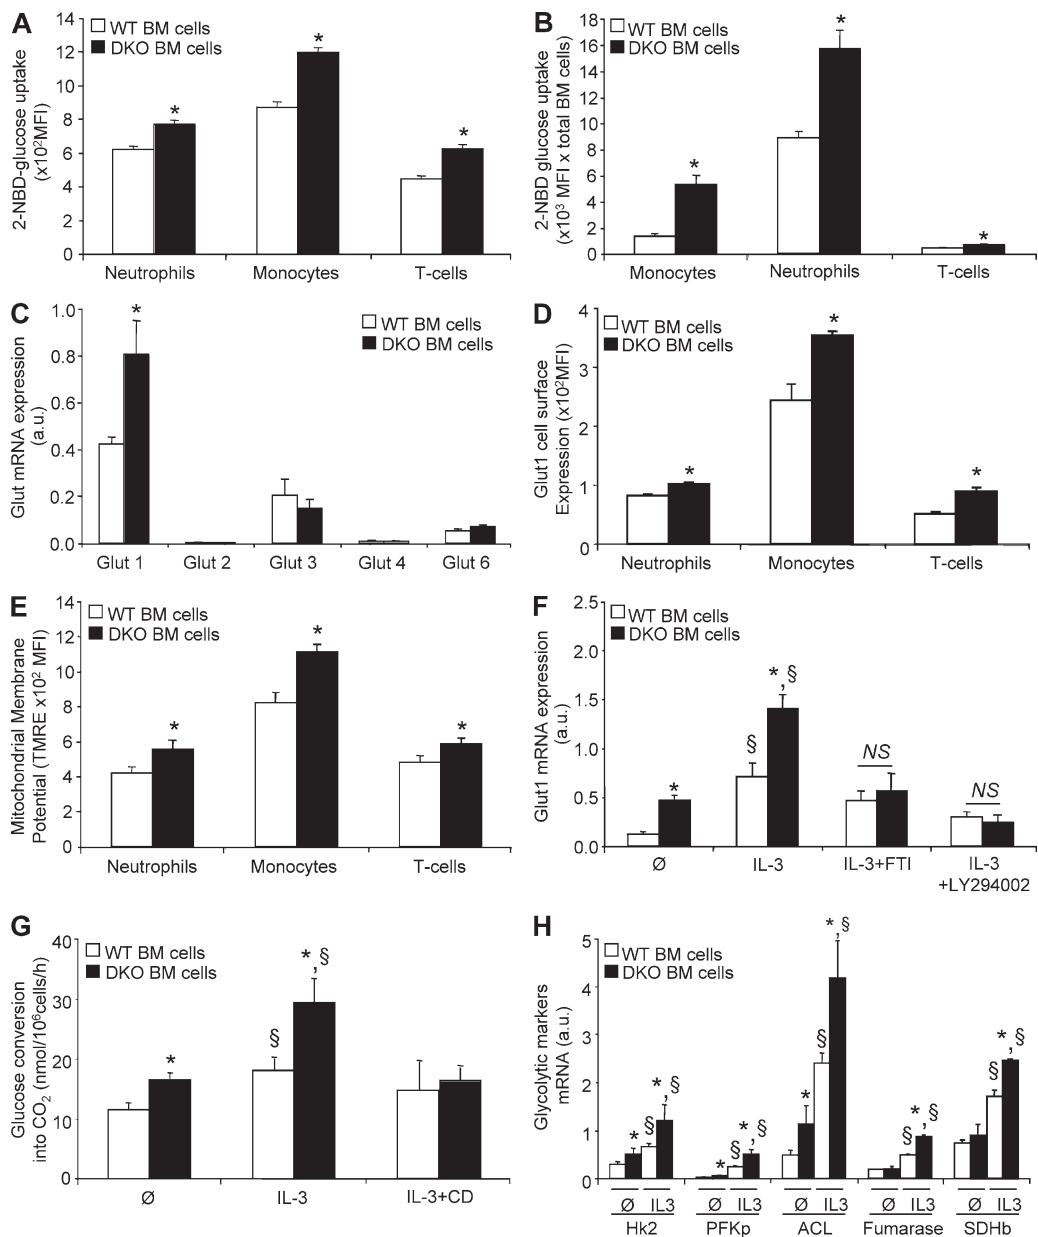 A
2-NBD-glucose uptake
(x10²MFI)
14
12
10
8
6
4
2
0
WT BM cells
DKO BM cells
*
*
*
Neutrophils
Monocytes
T-cells
B
2-NBD glucose uptake
(x10³ MFI x total BM cells)
18
16
14
12
10
8
6
4
2
0
WT BM cells
DKO BM cells
*
*
*
Monocytes
Neutrophils
T-cells
C
Glut mRNA expression
(a.u.)
1.0
0.8
0.6
0.4
0.2
0.0
*
WT BM cells
DKO BM cells
Glut 1
Glut 2
Glut 3
Glut 4
Glut 6
D
Glut1 cell surface
Expression (x10²MFI)
4
3
2
1
0
WT BM cells
DKO BM cells
*
*
*
Neutrophils
Monocytes
T-cells
E
Mitochondrial Membrane
Potential (TMRE x10² MFI)
14
12
10
8
6
4
2
0
WT BM cells
DKO BM cells
*
*
*
Neutrophils
Monocytes
T-cells
F
Glut1 mRNA expression
(a.u.)
2.5
2.0
1.5
1.0
0.5
0.0
WT BM cells
DKO BM cells
*
§
*,§
NS
NS
Ø
IL-3
IL-3+FTI
IL-3
+LY294002
G
Glucose conversion
into CO₂ (nmol/10⁶cells/h)
40
30
20
10
0
WT BM cells
DKO BM cells
*
§
*,§
Ø
IL-3
IL-3+CD
H
Glycolytic markers
mRNA (a.u.)
5
4
3
2
1
0
WT BM cells
DKO BM cells
*
§
*,§
*
§
*,§
*
§
*,§
§
*,§
§
*,§
Ø IL3 Ø IL3 Ø IL3 Ø IL3 Ø IL3
Hk2 PFKp ACL Fumarase SDHb